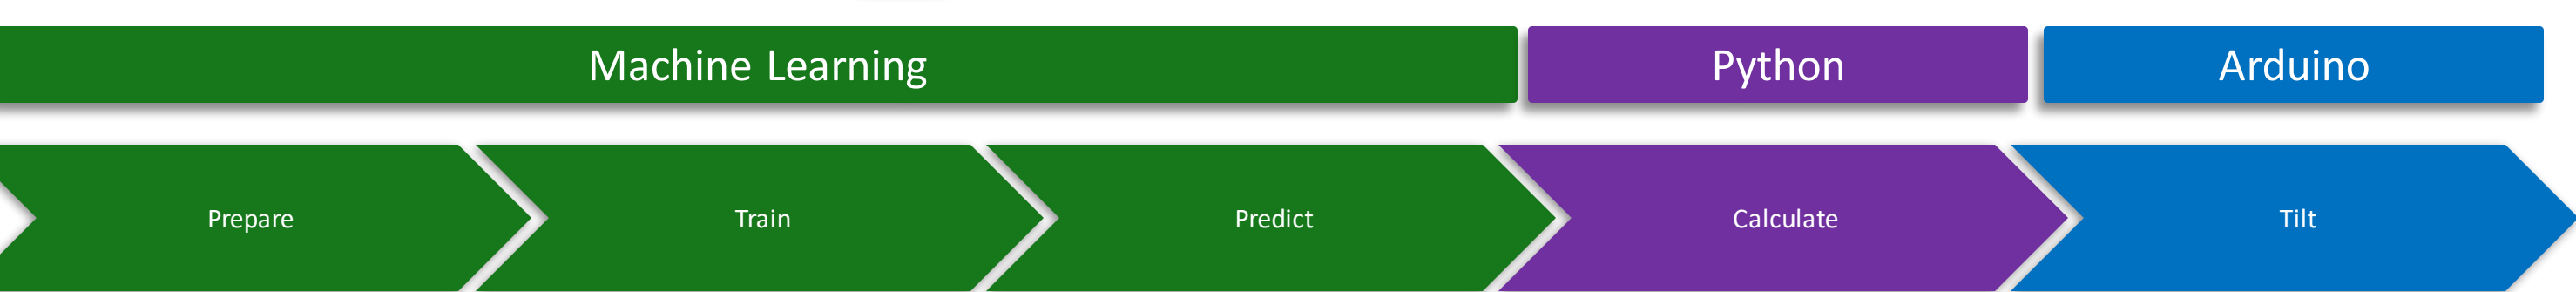 Machine Learning
Python
Arduino
Prepare
Train
Predict
Calculate
Tilt